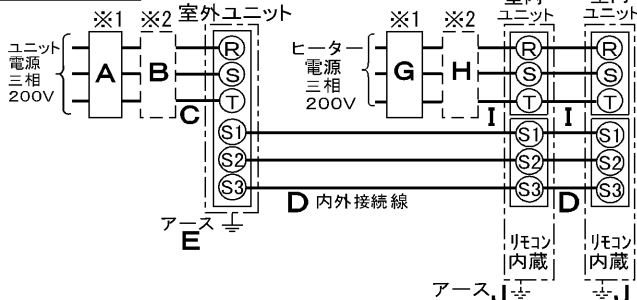 ※1 ※2 室外ユニット
ユニット
電源
三相
200V
A B C
R
S
T
S1
S2
S3
アース
E
D 内外接続線
※1 ※2
ヒーター
電源
三相
200V
G H
I I
ユニット
R
S
T
S1
S2
S3
リモコン
内蔵
ユニット
R
S
T
S1
S2
S3
D
リモコン
内蔵
アース J J